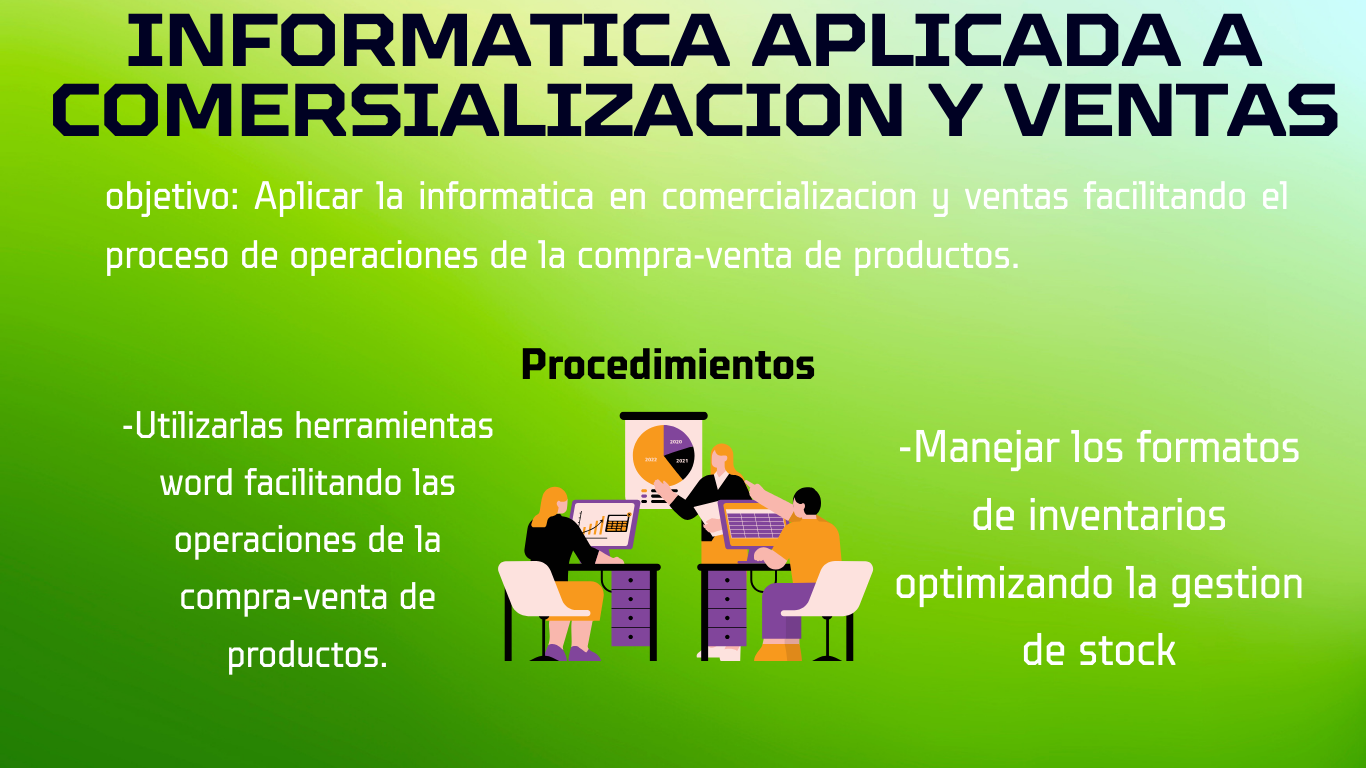 INFORMATICA APLICADA A
COMERSIALIZACION Y VENTAS
objetivo: Aplicar la informatica en comercializacion y ventas facilitando el
proceso de operaciones de la compra-venta de productos.
Procedimientos
-Utilizarlas herramientas
word facilitando las
operaciones de la
compra-venta de
productos.
2020
2022
2021
-Manejar los formatos
de inventarios
optimizando la gestion
de stock